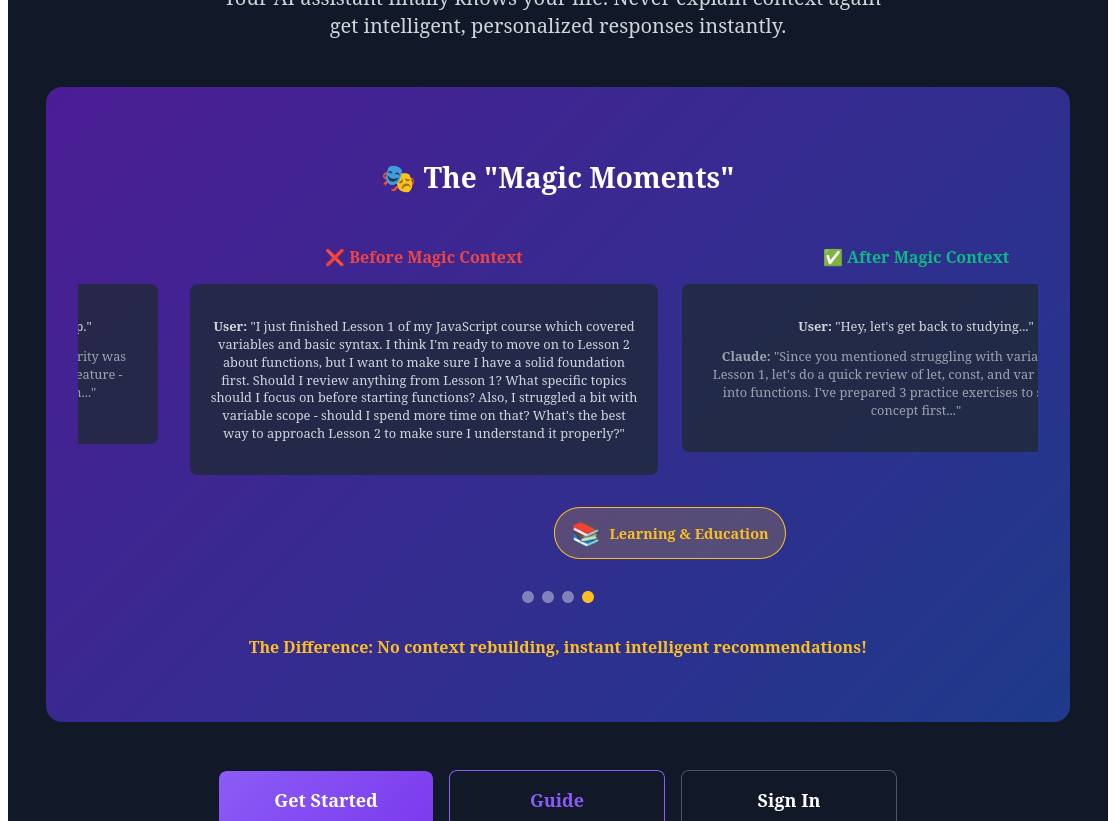 Your AI assistant finally knows your life. Never explain context again
get intelligent, personalized responses instantly.
🎭 The "Magic Moments"
p."
rity was
eature -
n..."
❌ Before Magic Context
User: "I just finished Lesson 1 of my JavaScript course which covered
variables and basic syntax. I think I'm ready to move on to Lesson 2
about functions, but I want to make sure I have a solid foundation
first. Should I review anything from Lesson 1? What specific topics
should I focus on before starting functions? Also, I struggled a bit with
variable scope - should I spend more time on that? What's the best
way to approach Lesson 2 to make sure I understand it properly?"
✅ After Magic Context
User: "Hey, let's get back to studying..."
Claude: "Since you mentioned struggling with varia
Lesson 1, let's do a quick review of let, const, and var
into functions. I've prepared 3 practice exercises to
concept first..."
📚 Learning & Education
The Difference: No context rebuilding, instant intelligent recommendations!
Get Started
Guide
Sign In